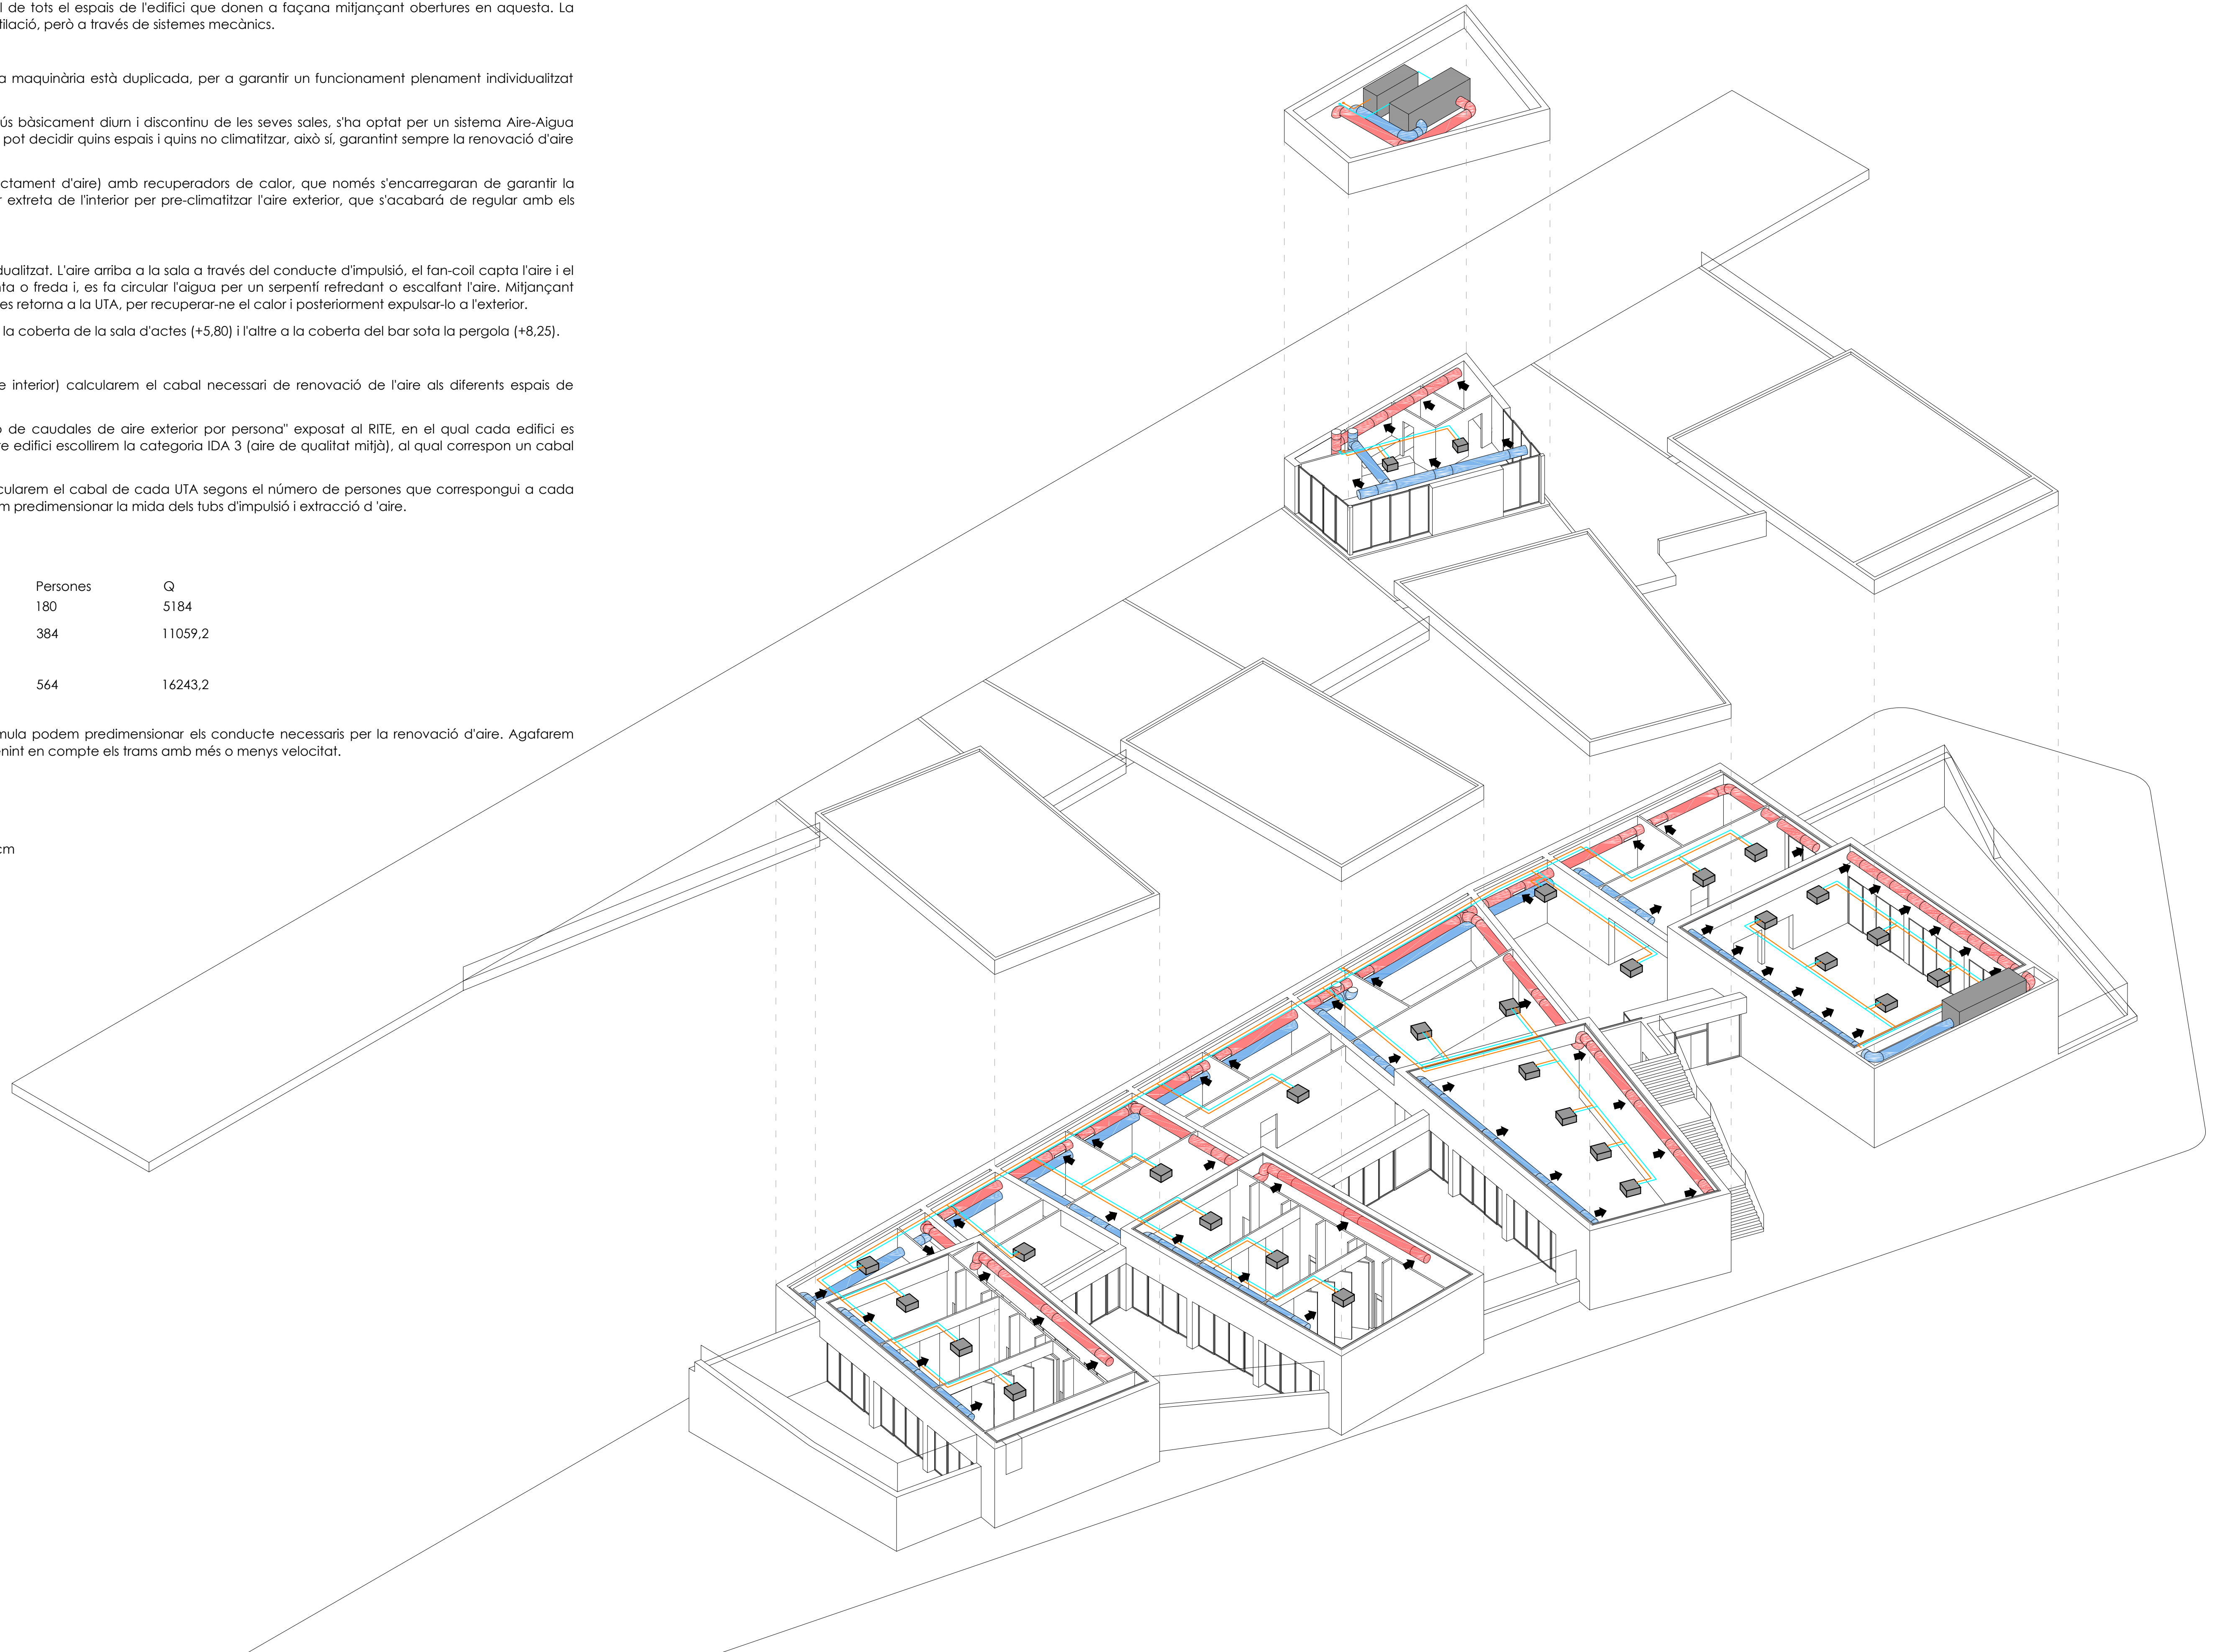 l de tots el espais de l'edifici que donen a façana mitjançant obertures en aquesta. La
tilació, però a través de sistemes mecànics.
a maquinària està duplicada, per a garantir un funcionament plenament individualitzat
ús bàsicament diurn i discontinu de les seves sales, s'ha optat per un sistema Aire-Aigua
pot decidir quins espais i quins no climatitzar, això sí, garantint sempre la renovació d'aire
ctament d'aire) amb recuperadors de calor, que només s'encarregaran de garantir la
r extreta de l'interior per pre-climatitzar l'aire exterior, que s'acabará de regular amb els
dualitzat. L'aire arriba a la sala a través del conducte d'impulsió, el fan-coil capta l'aire i el
nta o freda i, es fa circular l'aigua per un serpentí refredant o escalfant l'aire. Mitjançant
es retorna a la UTA, per recuperar-ne el calor i posteriorment expulsar-lo a l'exterior.
la coberta de la sala d'actes (+5,80) i l'altre a la coberta del bar sota la pergola (+8,25).
e interior) calcularem el cabal necessari de renovació de l'aire als diferents espais de
o de caudales de aire exterior por persona" exposat al RITE, en el qual cada edifici es
re edifici escollirem la categoria IDA 3 (aire de qualitat mitjà), al qual correspon un cabal
cularem el cabal de cada UTA segons el número de persones que correspongui a cada
m predimensionar la mida dels tubs d'impulsió i extracció d 'aire.
Persones Q
180 5184
384 11059,2
564 16243,2
mula podem predimensionar els conducte necessaris per la renovació d'aire. Agafarem
enint en compte els trams amb més o menys velocitat.
cm